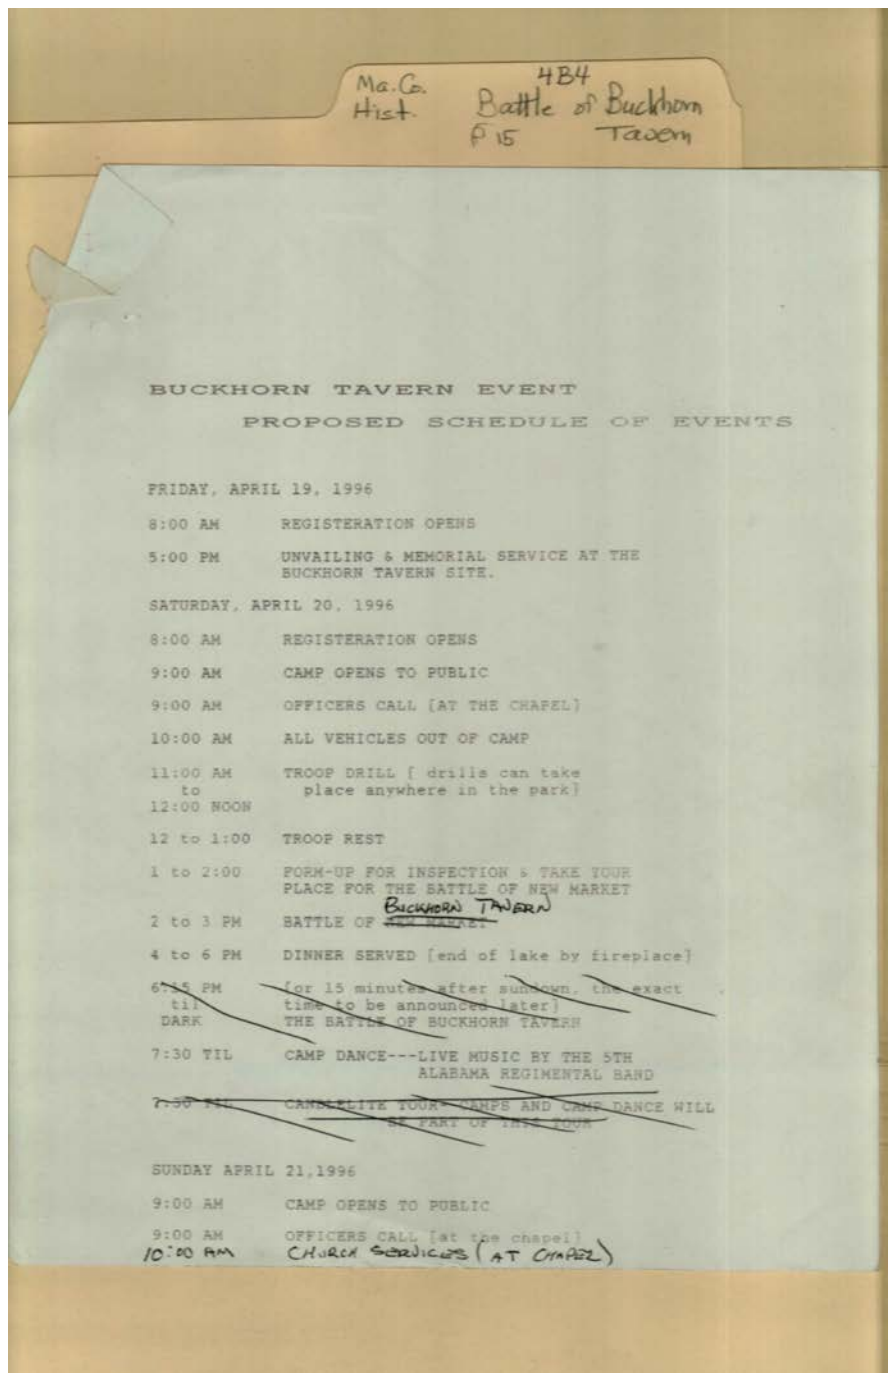 Ma.Co. 4B4
Hist. Battle of Buckhorn
F 15 Tavern
BUCKHORN TAVERN EVENT
PROPOSED SCHEDULE OF EVENTS
FRIDAY, APRIL 19, 1996
8:00 AM REGISTERATION OPENS
5:00 PM UNVAILING & MEMORIAL SERVICE AT THE
BUCKHORN TAVERN SITE.
SATURDAY, APRIL 20, 1996
8:00 AM REGISTERATION OPENS
9:00 AM CAMP OPENS TO PUBLIC
9:00 AM OFFICERS CALL [AT THE CHAPEL]
10:00 AM ALL VEHICLES OUT OF CAMP
11:00 AM TROOP DRILL [ drills can take
to place anywhere in the park]
12:00 NOON
12 to 1:00 TROOP REST
1 to 2:00 FORM-UP FOR INSPECTION & TAKE YOUR
PLACE FOR THE BATTLE OF NEW MARKET
BUCKHORN TAVERN
2 to 3 PM BATTLE OF NEW MARKET
4 to 6 PM DINNER SERVED [end of lake by fireplace]
6:15 PM [or 15 minutes after sundown, the exact
til time to be announced later]
DARK THE BATTLE OF BUCKHORN TAVERN
7:30 TIL CAMP DANCE---LIVE MUSIC BY THE 5TH
ALABAMA REGIMENTAL BAND
7:30 TIL CANDLELITE TOUR- CAMPS AND CAMP DANCE WILL
BE PART OF THIS TOUR
SUNDAY APRIL 21,1996
9:00 AM CAMP OPENS TO PUBLIC
9:00 AM OFFICERS CALL [at the chapel]
10:00 AM CHURCH SERVICES (AT CHAPEL)